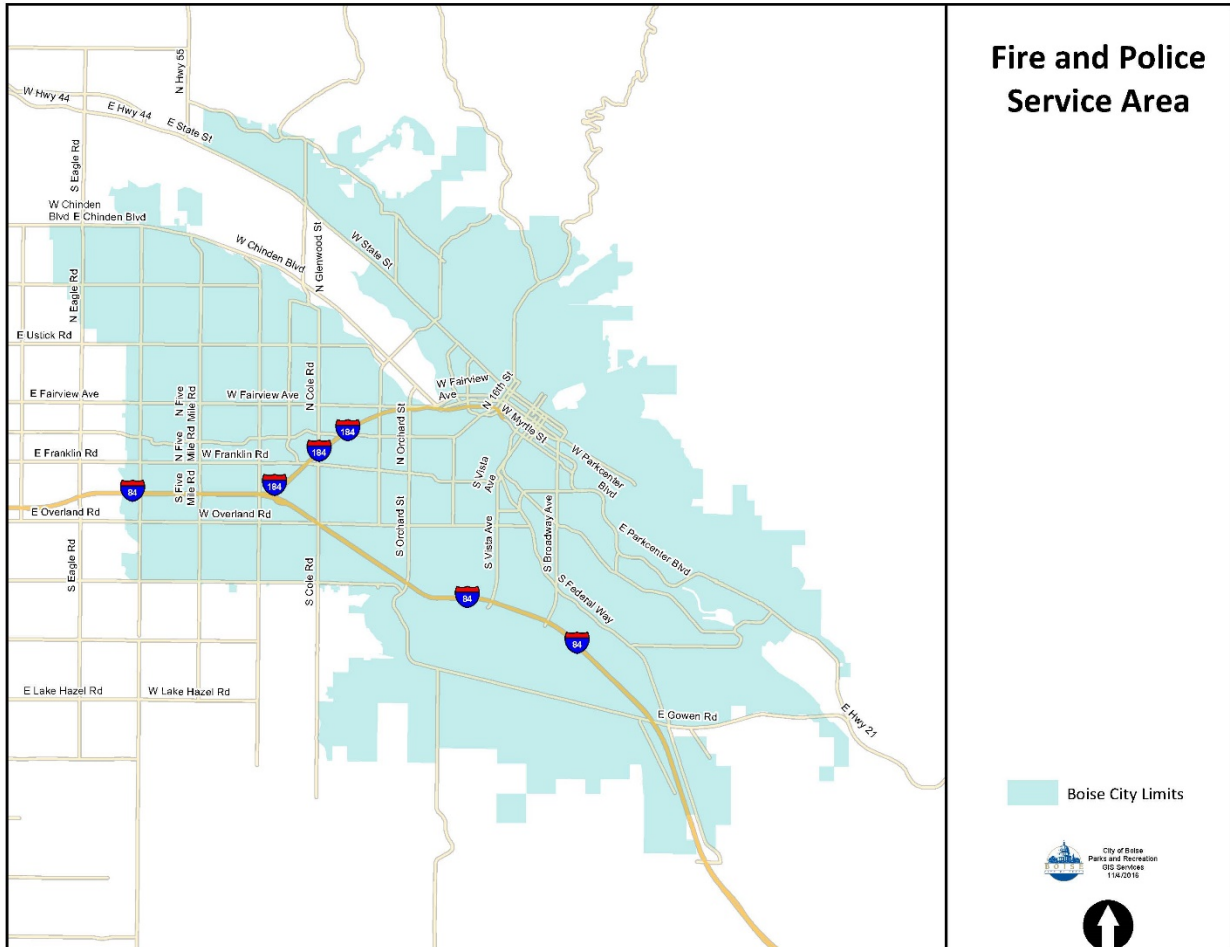 Fire and Police
Service Area
N Hwy 55
W Hwy 44
E Hwy 44
E State St
S Eagle Rd
W Chinden
Blvd
E Chinden Blvd
W Chinden Blvd
N Glenwood St
W State St
N Eagle Rd
E Ustick Rd
N Cole Rd
W Fairview
Ave
N 16th St
E Fairview Ave
N Five
Mile Rd
W Fairview Ave
184
N Orchard St
W Myrtle St
184
E Franklin Rd
N Five
Mile Rd
W Franklin Rd
W Parkcenter
Blvd
S Vista
Ave
84
S Five
Mile Rd
184
E Overland Rd
W Overland Rd
S Orchard St
S Vista Ave
S Broadway Ave
E Parkcenter Blvd
S Eagle Rd
S Cole Rd
84
S Federal Way
84
E Lake Hazel Rd
W Lake Hazel Rd
E Gowen Rd
E Hwy 21
Boise City Limits
BOISE
City of Boise
Parks and Recreation
GIS Services
11/4/2016